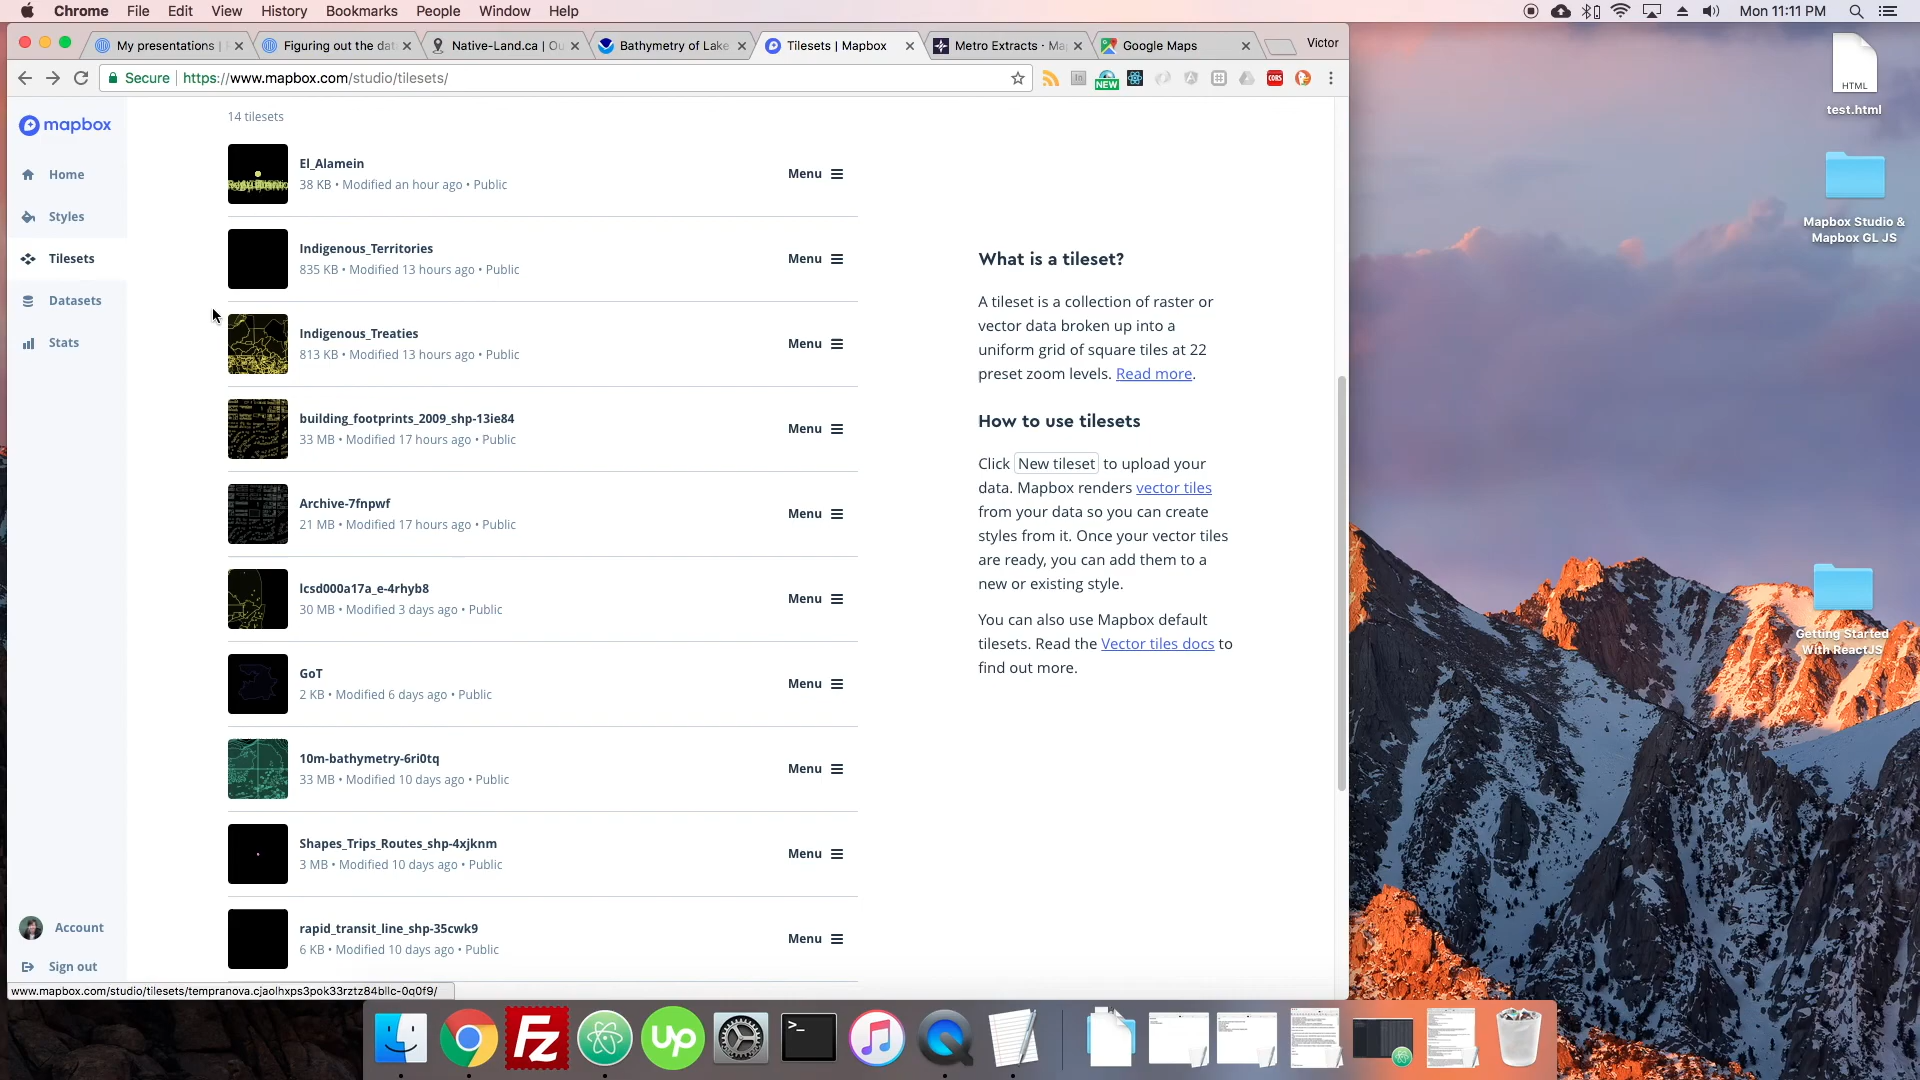 Chrome File Edit View History Bookmarks People Window Help
Mon 11:11 PM
My presentations |
Figuring out the dat
Native-Land.ca | Ou
Bathymetry of Lake
Tilesets | Mapbox
Metro Extracts · Ma
Google Maps
Victor
Secure https://www.mapbox.com/studio/tilesets/
NEW
CORS
mapbox
Home
Styles
Tilesets
Datasets
Stats
Account
Sign out
14 tilesets
El_Alamein
38 KB • Modified an hour ago • Public
Menu
Indigenous_Territories
835 KB • Modified 13 hours ago • Public
Menu
Indigenous_Treaties
813 KB • Modified 13 hours ago • Public
Menu
building_footprints_2009_shp-13ie84
33 MB • Modified 17 hours ago • Public
Menu
Archive-7fnpwf
21 MB • Modified 17 hours ago • Public
Menu
lcsd000a17a_e-4rhyb8
30 MB • Modified 3 days ago • Public
Menu
GoT
2 KB • Modified 6 days ago • Public
Menu
10m-bathymetry-6ri0tq
33 MB • Modified 10 days ago • Public
Menu
Shapes_Trips_Routes_shp-4xjknm
3 MB • Modified 10 days ago • Public
Menu
rapid_transit_line_shp-35cwk9
6 KB • Modified 10 days ago • Public
Menu
What is a tileset?
A tileset is a collection of raster or
vector data broken up into a
uniform grid of square tiles at 22
preset zoom levels. Read more.
How to use tilesets
Click New tileset to upload your
data. Mapbox renders vector tiles
from your data so you can create
styles from it. Once your vector tiles
are ready, you can add them to a
new or existing style.
You can also use Mapbox default
tilesets. Read the Vector tiles docs to
find out more.
www.mapbox.com/studio/tilesets/tempranova.cjaolhxps3pok33rztz84bilc-0q0f9/
HTML
test.html
Mapbox Studio &
Mapbox GL JS
Getting Started
With ReactJS
Fz
Up
>_